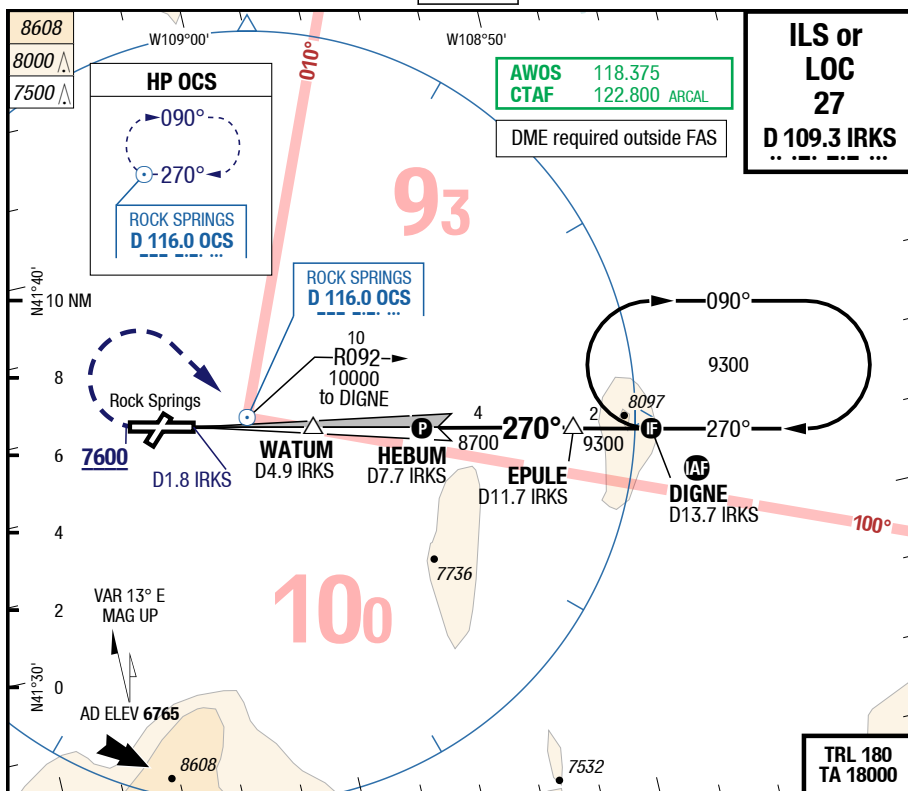 8608
8000
7500
W109°00'
W108°50'
010°
HP OCS
090°
270°
ROCK SPRINGS
D 116.0 OCS
AWOS 118.375
CTAF 122.800 ARCAL
DME required outside FAS
ILS or
LOC
27
D 109.3 IRKS
93
N41°40'
10 NM
ROCK SPRINGS
D 116.0 OCS
090°
9300
10
R092
10000
to DIGNE
8
Rock Springs
8097
4
270°
2
IF
270°
P
8700
9300
7600
D1.8 IRKS
WATUM
D4.9 IRKS
HEBUM
D7.7 IRKS
EPULE
D11.7 IRKS
IAF
DIGNE
D13.7 IRKS
6
100°
4
7736
VAR 13° E
MAG UP
2
100
N41°30'
0
AD ELEV 6765
8608
7532
TRL 180
TA 18000